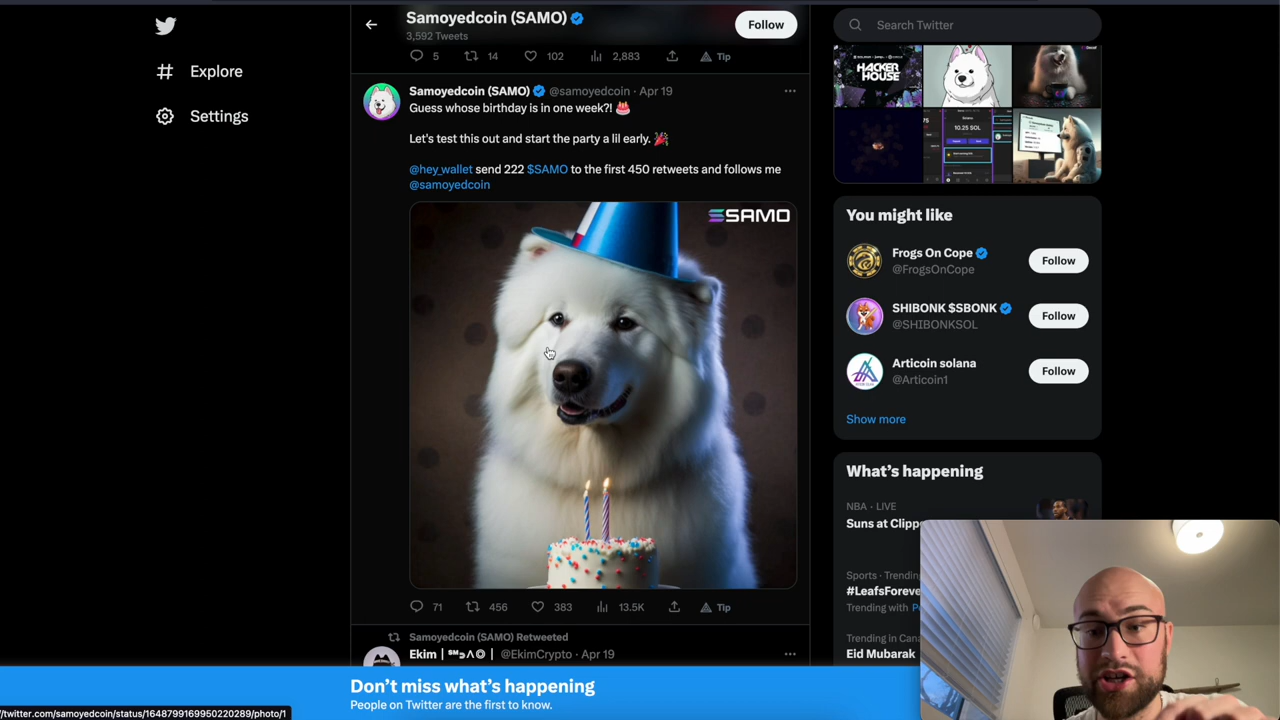 Explore
Settings
Samoyedcoin (SAMO)
3,592 Tweets
Follow
5 14 102 2,883 Tip
Samoyedcoin (SAMO) @samoyedcoin · Apr 19
Guess whose birthday is in one week?! 🎂
Let's test this out and start the party a lil early. 🎉
@hey_wallet send 222 $SAMO to the first 450 retweets and follows me
@samoyedcoin
SAMO
71 456 383 13.5K Tip
Samoyedcoin (SAMO) Retweeted
@EkimCrypto · Apr 19
Ekim |
Search Twitter
HACKER
HOUSE
10.25 SOL
You might like
Frogs On Cope
@FrogsOnCope
Follow
SHIBONK $SBONK
@SHIBONKSOL
Follow
Articoin solana
@Articoin1
Follow
Show more
What's happening
NBA · LIVE
Suns at Clipp
Sports · Trending
#LeafsForeve
Trending with
Trending in Can
Eid Mubarak
Don't miss what's happening
People on Twitter are the first to know.
/twitter.com/samoyedcoin/status/1648799169950220289/photo/1